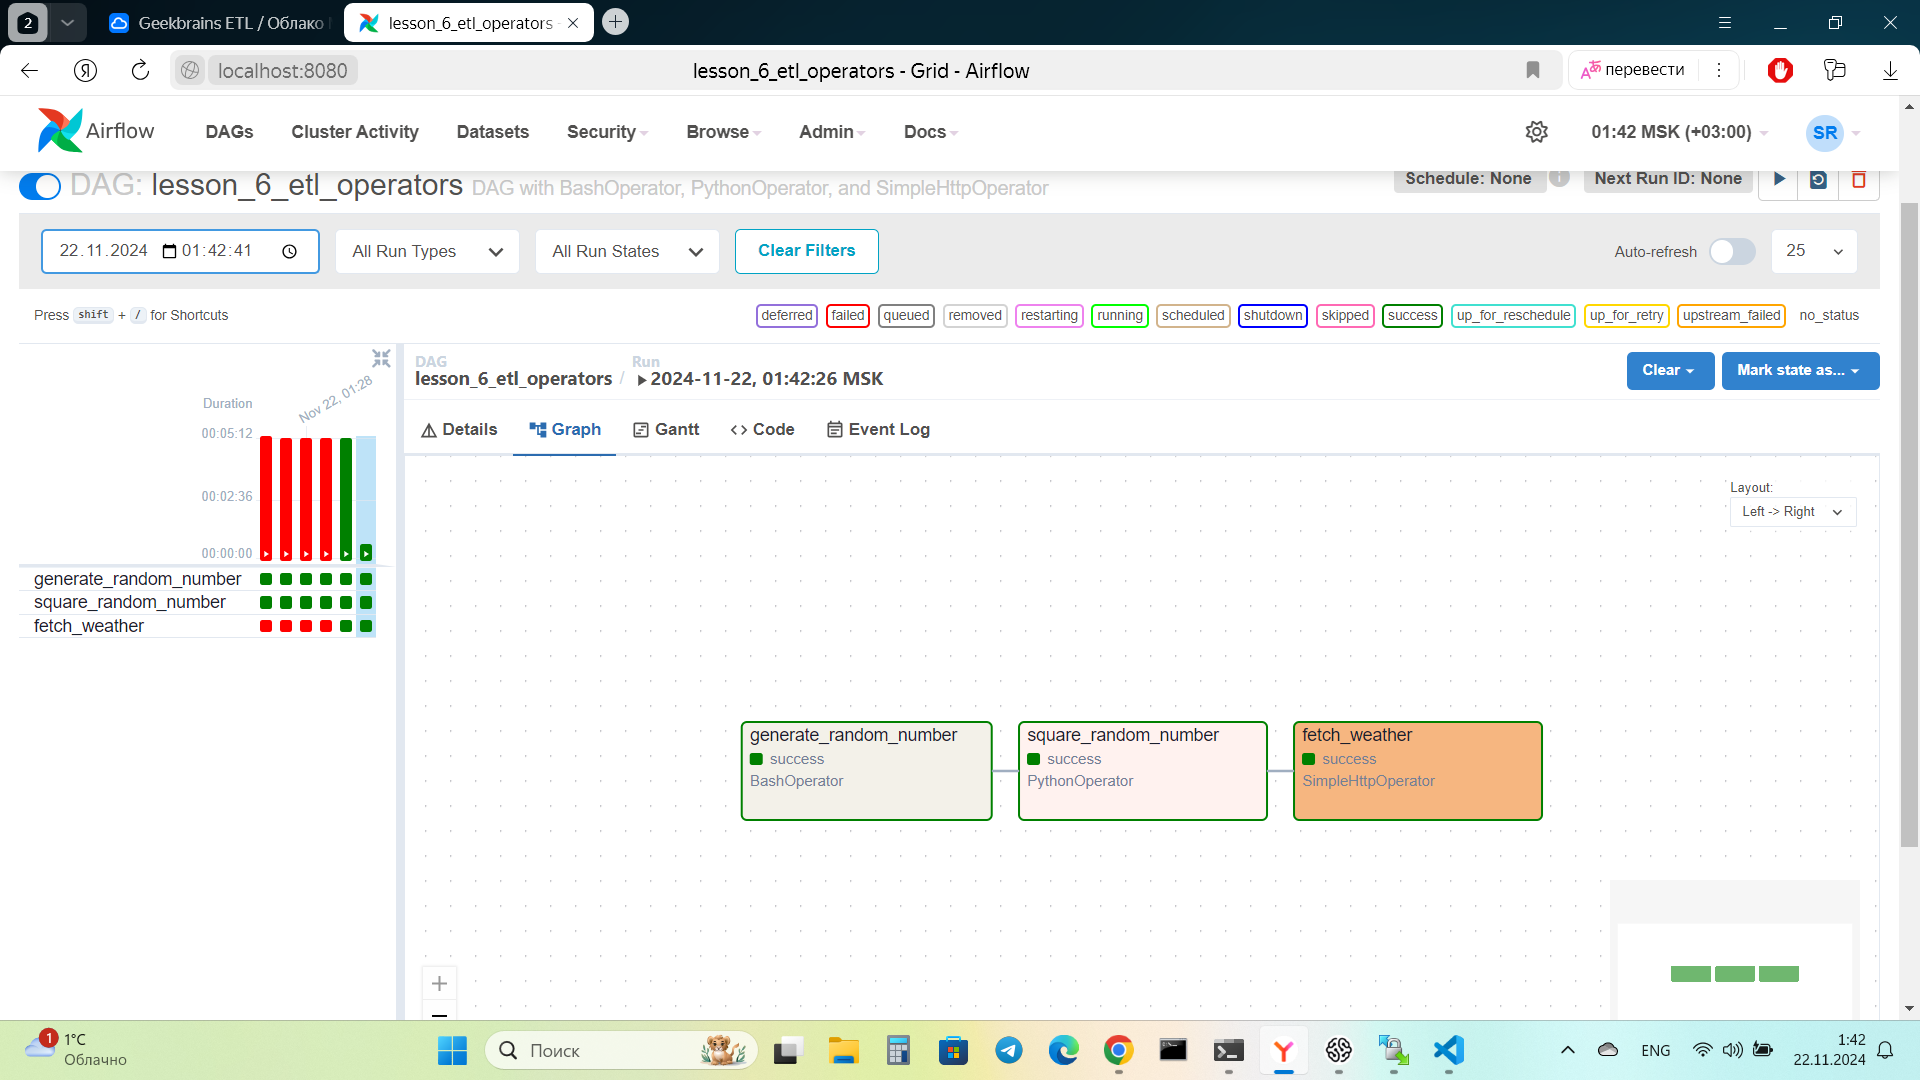 2
Geekbrains ETL / Облако
lesson_6_etl_operators
localhost:8080
lesson_6_etl_operators - Grid - Airflow
перевести
Airflow
DAGs
Cluster Activity
Datasets
Security
Browse
Admin
Docs
01:42 MSK (+03:00)
SR
DAG: lesson_6_etl_operators DAG with BashOperator, PythonOperator, and SimpleHttpOperator
Schedule: None
Next Run ID: None
22.11.2024 01:42:41
All Run Types
All Run States
Clear Filters
Auto-refresh
25
Press shift + / for Shortcuts
deferred
failed
queued
removed
restarting
running
scheduled
shutdown
skipped
success
up_for_reschedule
up_for_retry
upstream_failed
no_status
Duration
Nov 22, 01:28
00:05:12
00:02:36
00:00:00
generate_random_number
square_random_number
fetch_weather
DAG
lesson_6_etl_operators
/
Run
2024-11-22, 01:42:26 MSK
Clear
Mark state as...
Details
Graph
Gantt
Code
Event Log
Layout:
Left -> Right
generate_random_number
success
BashOperator
square_random_number
success
PythonOperator
fetch_weather
success
SimpleHttpOperator
1
1°C
Облачно
Поиск
ENG
1:42
22.11.2024